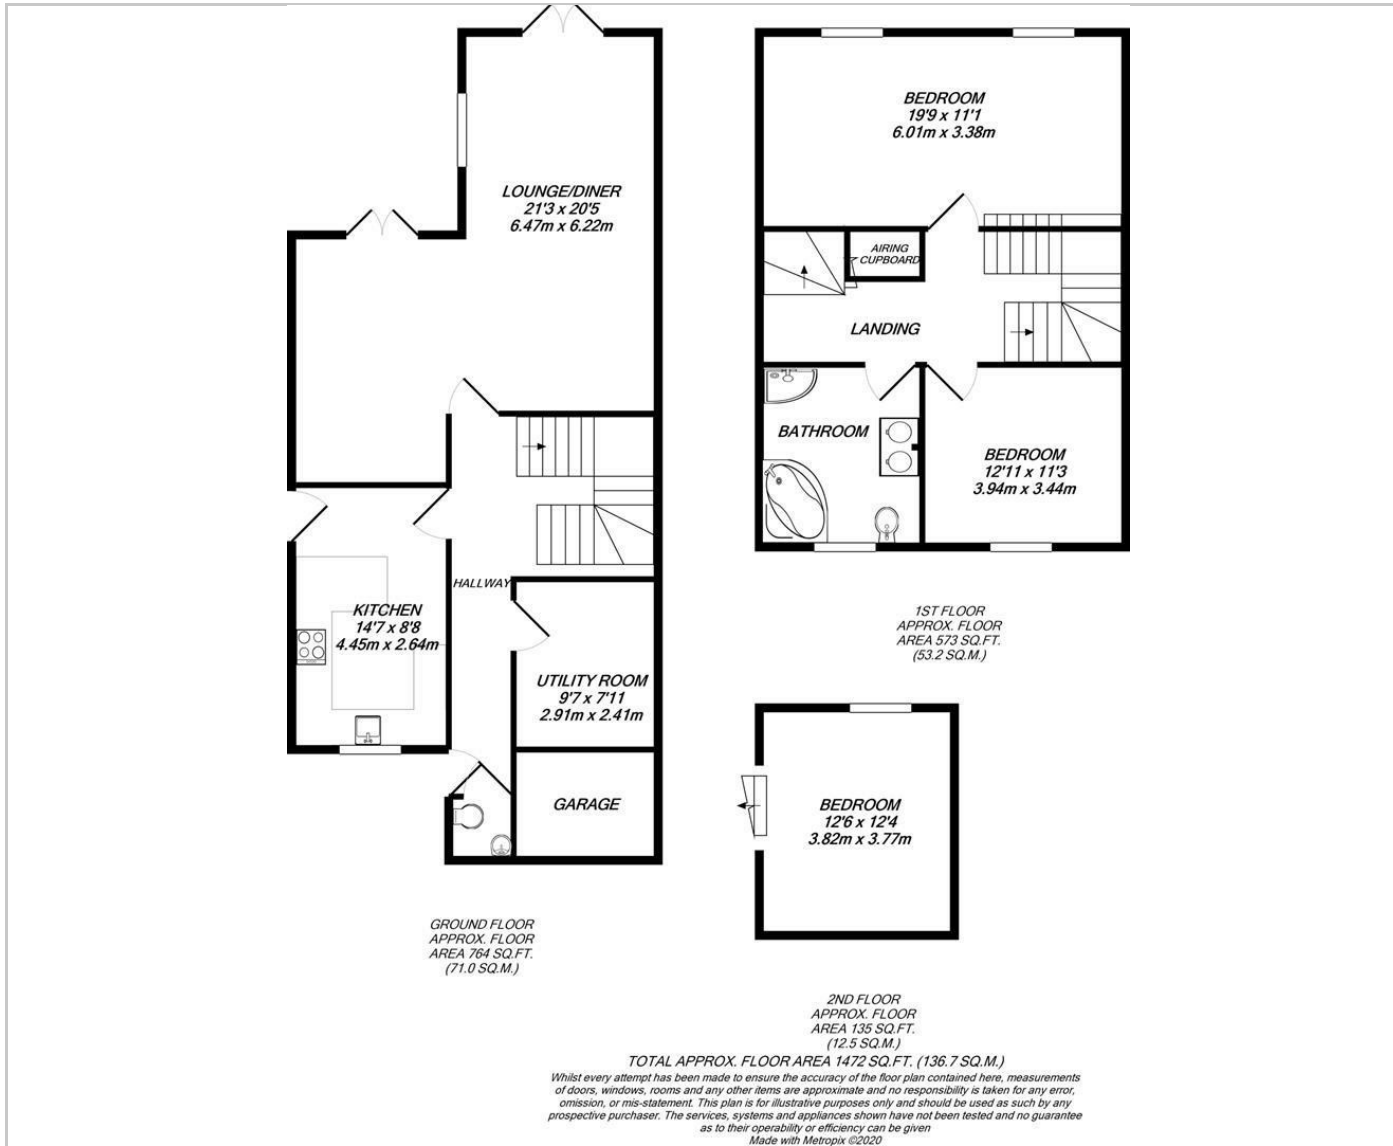 LOUNGE/DINER
21'3 x 20'5
6.47m x 6.22m
KITCHEN
14'7 x 8'8
4.45m x 2.64m
HALLWAY
UTILITY ROOM
9'7 x 7'11
2.91m x 2.41m
GARAGE
GROUND FLOOR
APPROX. FLOOR
AREA 764 SQ.FT.
(71.0 SQ.M.)
BEDROOM
19'9 x 11'1
6.01m x 3.38m
AIRING
CUPBOARD
LANDING
BATHROOM
BEDROOM
12'11 x 11'3
3.94m x 3.44m
1ST FLOOR
APPROX. FLOOR
AREA 573 SQ.FT.
(53.2 SQ.M.)
BEDROOM
12'6 x 12'4
3.82m x 3.77m
2ND FLOOR
APPROX. FLOOR
AREA 135 SQ.FT.
(12.5 SQ.M.)
TOTAL APPROX. FLOOR AREA 1472 SQ.FT. (136.7 SQ.M.)
Whilst every attempt has been made to ensure the accuracy of the floor plan contained here, measurements
of doors, windows, rooms and any other items are approximate and no responsibility is taken for any error,
omission, or mis-statement. This plan is for illustrative purposes only and should be used as such by any
prospective purchaser. The services, systems and appliances shown have not been tested and no guarantee
as to their operability or efficiency can be given
Made with Metropix ©2020